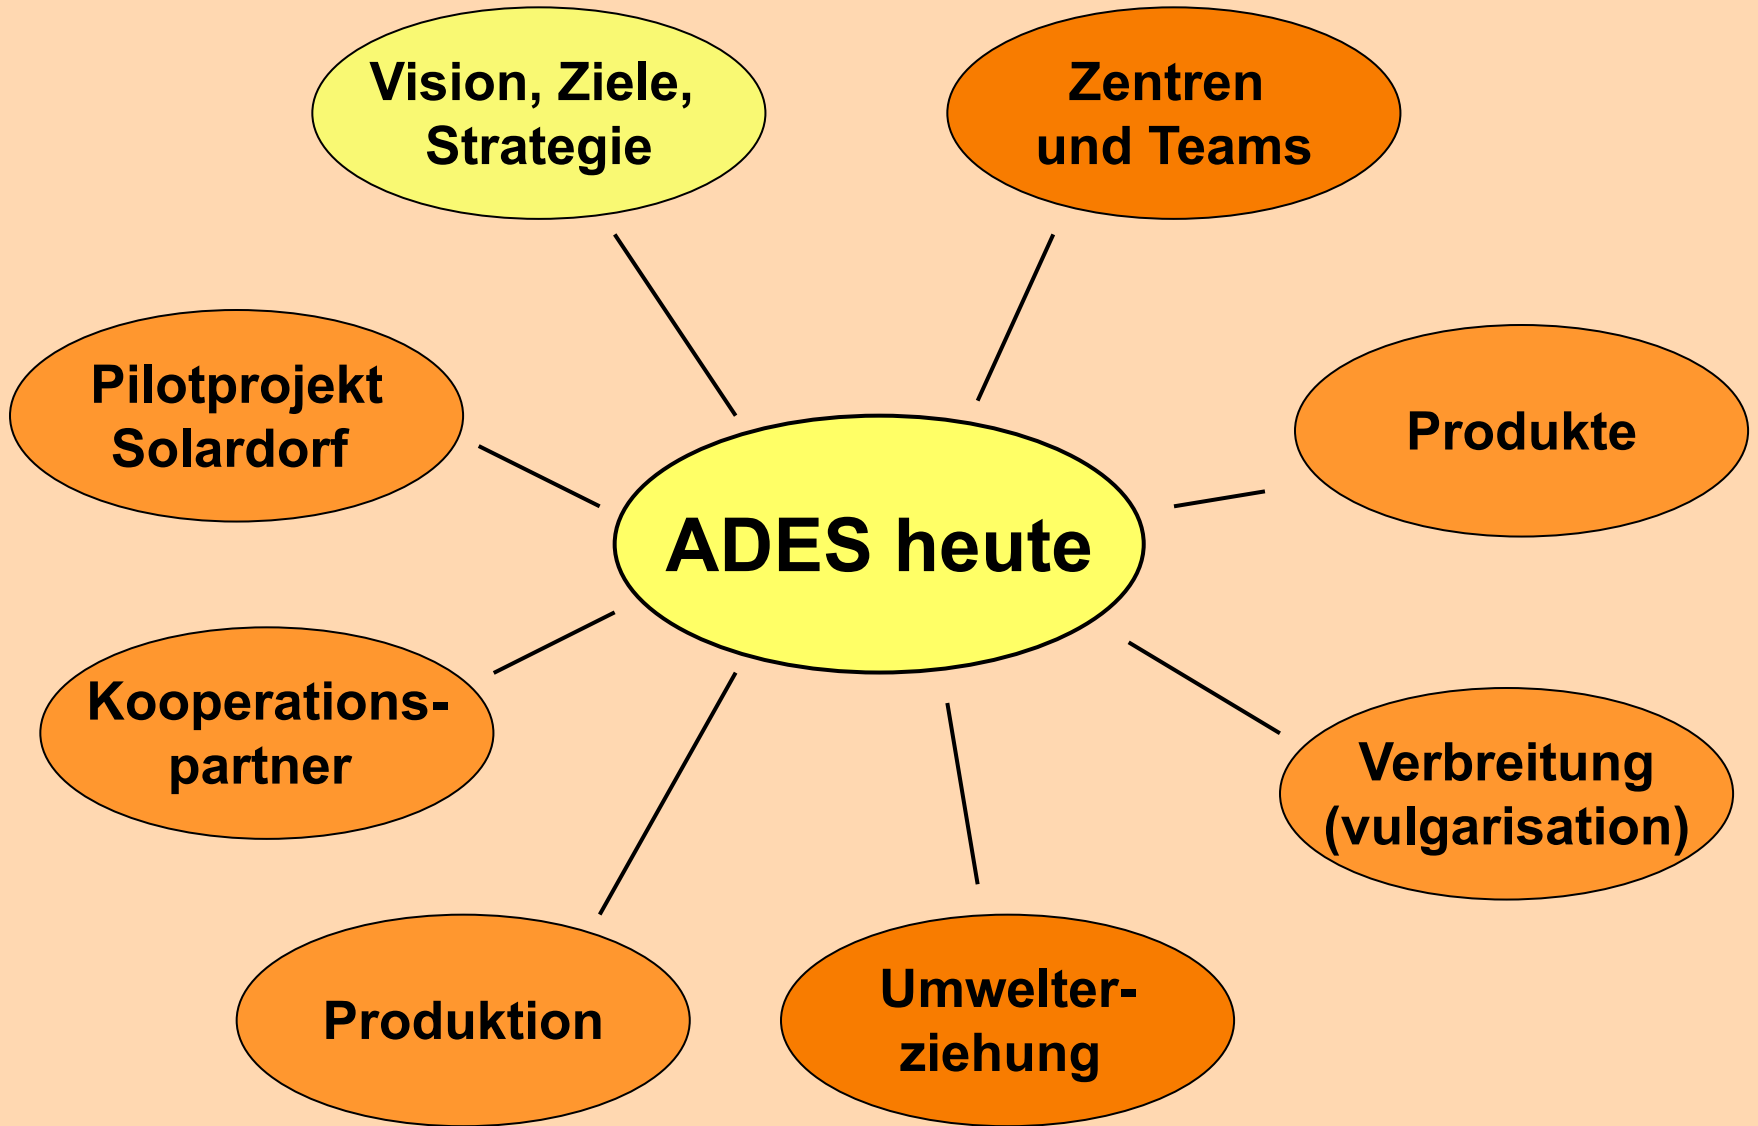 Vision, Ziele,
Strategie
Zentren
und Teams
Pilotprojekt
Solardorf
Produkte
ADES heute
Kooperations-
partner
Verbreitung
(vulgarisation)
Produktion
Umwelter-
ziehung